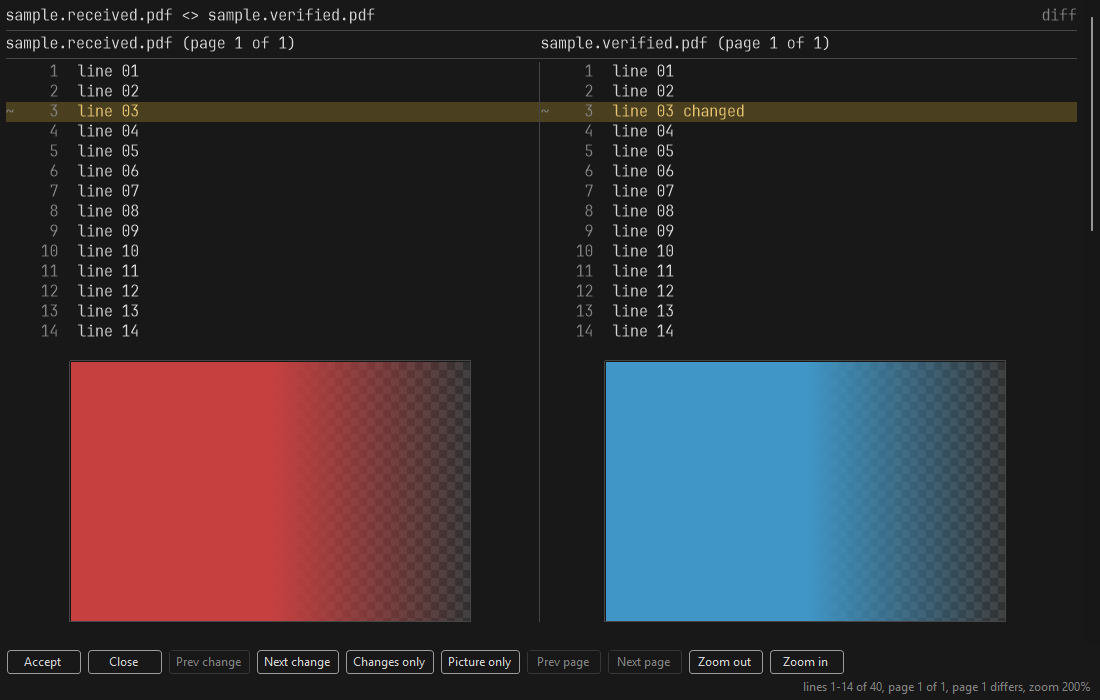 sample.received.pdf <> sample.verified.pdf diff
sample.received.pdf (page 1 of 1) sample.verified.pdf (page 1 of 1)
1 line 01 1 line 01
2 line 02 2 line 02
~ 3 line 03 ~ 3 line 03 changed
4 line 04 4 line 04
5 line 05 5 line 05
6 line 06 6 line 06
7 line 07 7 line 07
8 line 08 8 line 08
9 line 09 9 line 09
10 line 10 10 line 10
11 line 11 11 line 11
12 line 12 12 line 12
13 line 13 13 line 13
14 line 14 14 line 14
Accept Close Prev change Next change Changes only Picture only Prev page Next page Zoom out Zoom in
lines 1-14 of 40, page 1 of 1, page 1 differs, zoom 200%